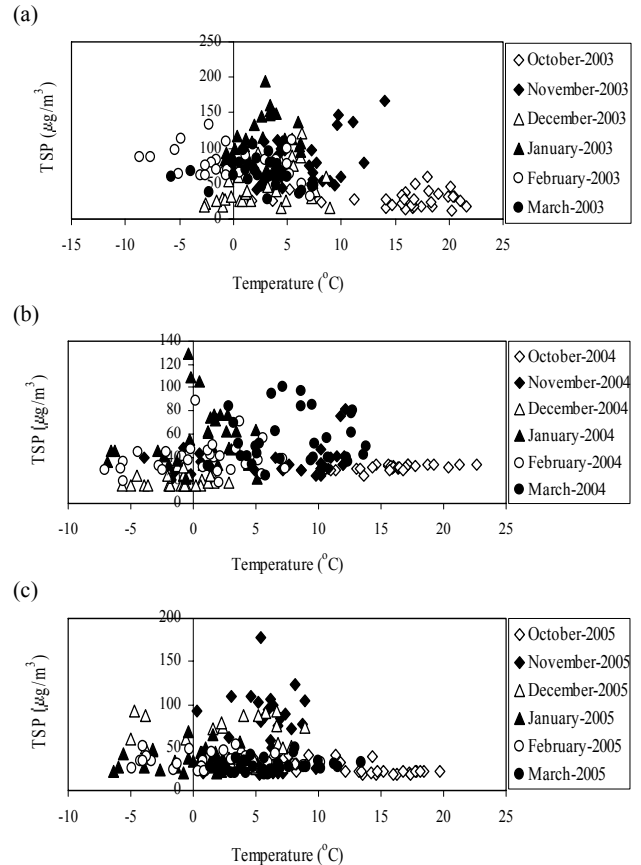 (a)
250
200
150
100
50
0
TSP (µg/m³)
-15 -10 -5 0 5 10 15 20 25
Temperature (°C)
October-2003
November-2003
December-2003
January-2003
February-2003
March-2003
(b)
140
120
100
80
60
40
20
0
TSP (µg/m³)
-10 -5 0 5 10 15 20 25
Temperature (°C)
October-2004
November-2004
December-2004
January-2004
February-2004
March-2004
(c)
200
150
100
50
0
TSP (µg/m³)
-10 -5 0 5 10 15 20 25
Temperature (°C)
October-2005
November-2005
December-2005
January-2005
February-2005
March-2005